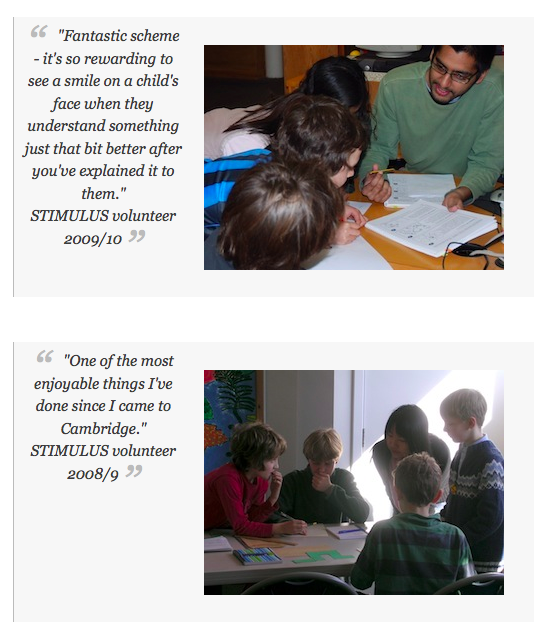 “ "Fantastic scheme
- it's so rewarding to
see a smile on a child's
face when they
understand something
just that bit better after
you've explained it to
them."
STIMULUS volunteer
2009/10 ”
“ "One of the most
enjoyable things I've
done since I came to
Cambridge."
STIMULUS volunteer
2008/9 ”